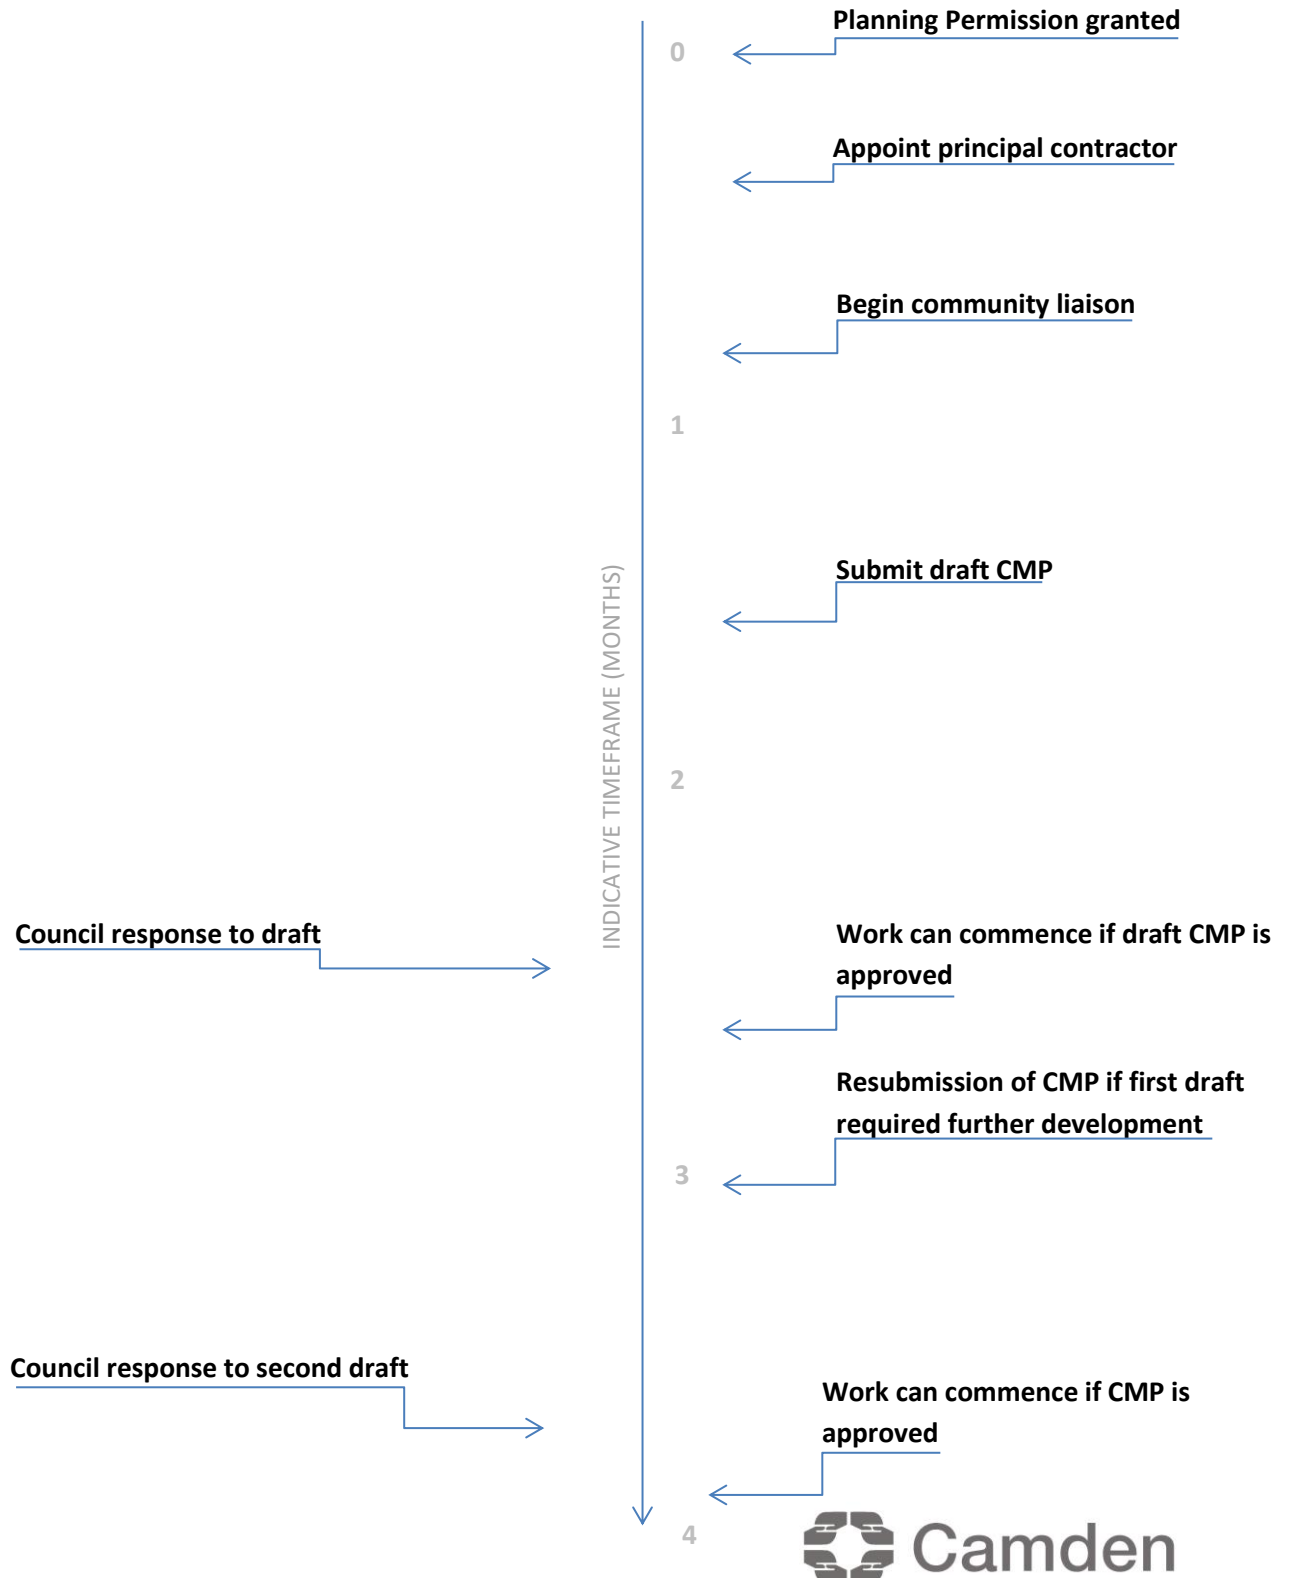 Planning Permission granted
0
Appoint principal contractor
Begin community liaison
1
Submit draft CMP
INDICATIVE TIMEFRAME (MONTHS)
2
Council response to draft
Work can commence if draft CMP is
approved
Resubmission of CMP if first draft
required further development
3
Council response to second draft
Work can commence if CMP is
approved
4
Camden